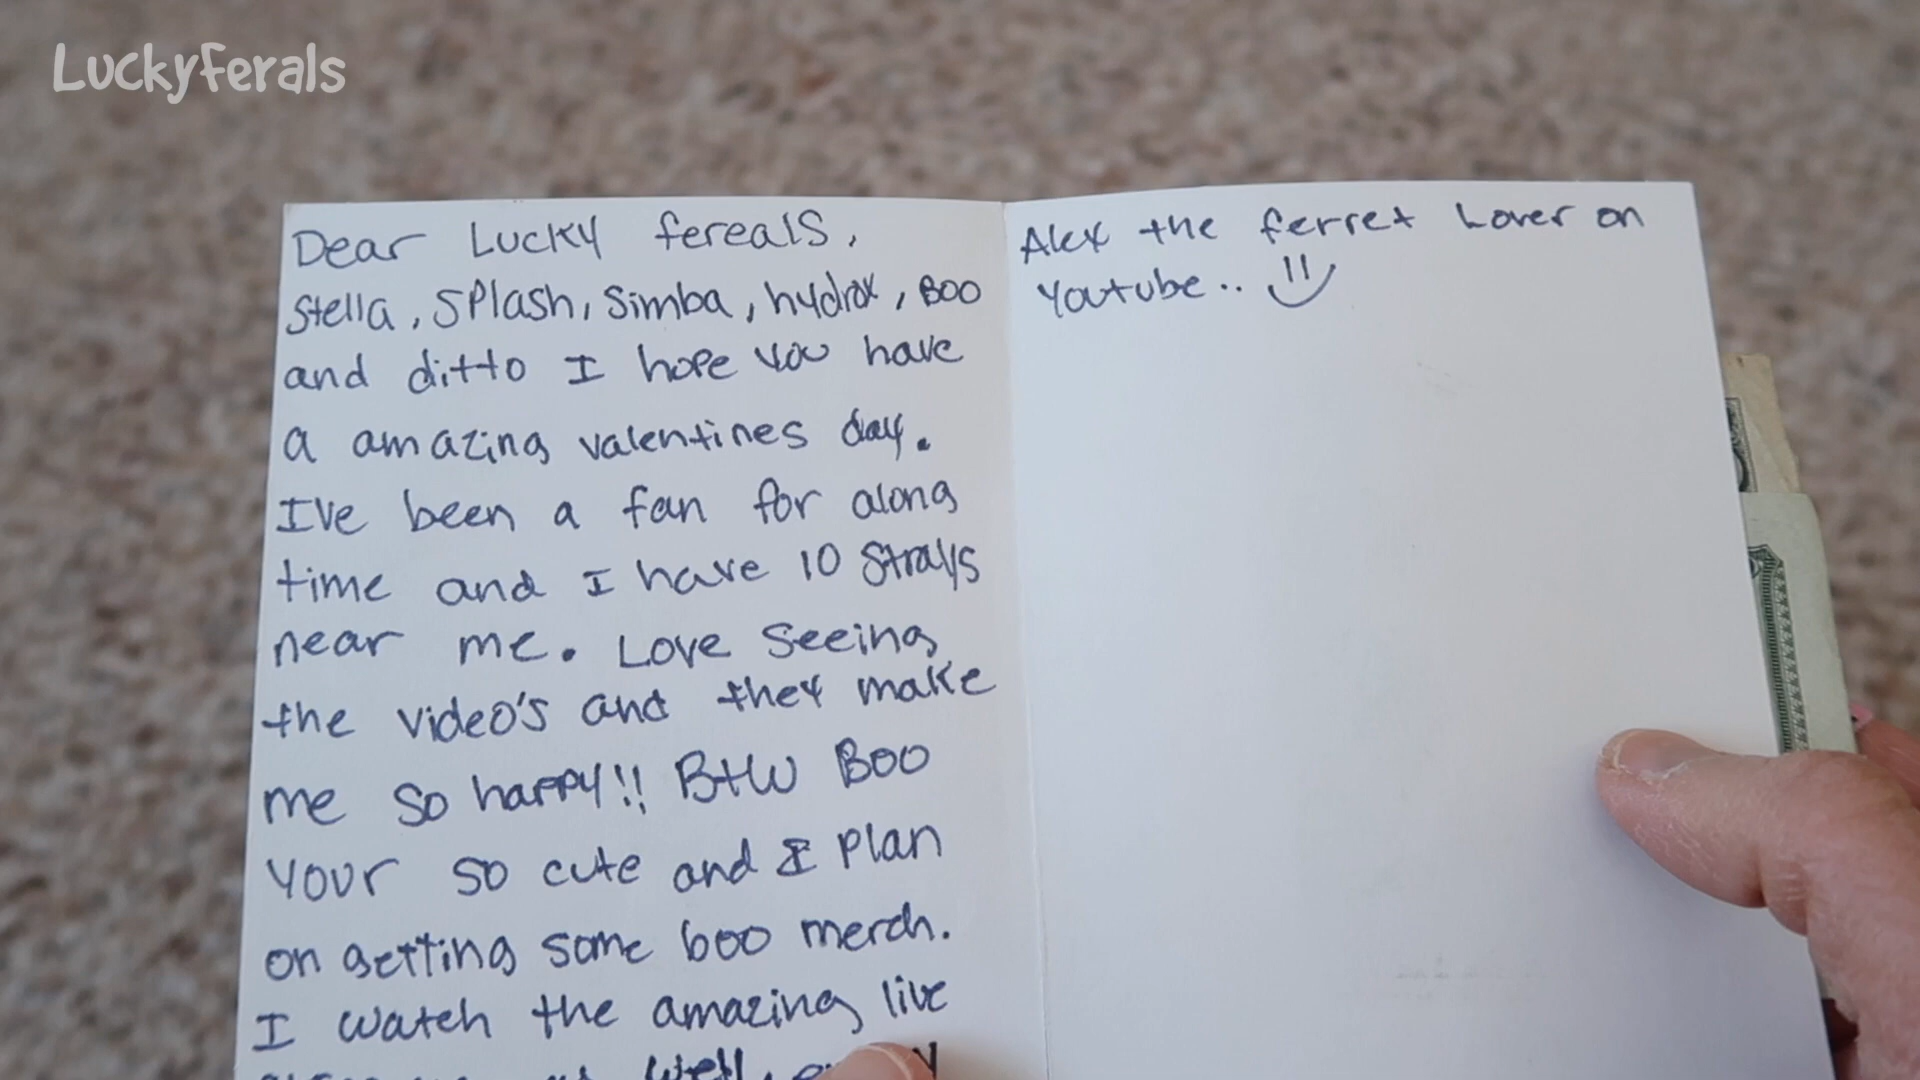 Luckyferals
Dear Lucky fereals,
Stella, Splash, Simba, hydrox, Boo
and ditto I hope you have
a amazing valentines day.
I've been a fan for along
time and I have 10 Strays
near me. Love seeing
the video's and they make
me so happy!! BTW Boo
Your so cute and I plan
on getting some boo merch.
I watch the amazing live
as well,
Alex the ferret Lover on
Youtube..